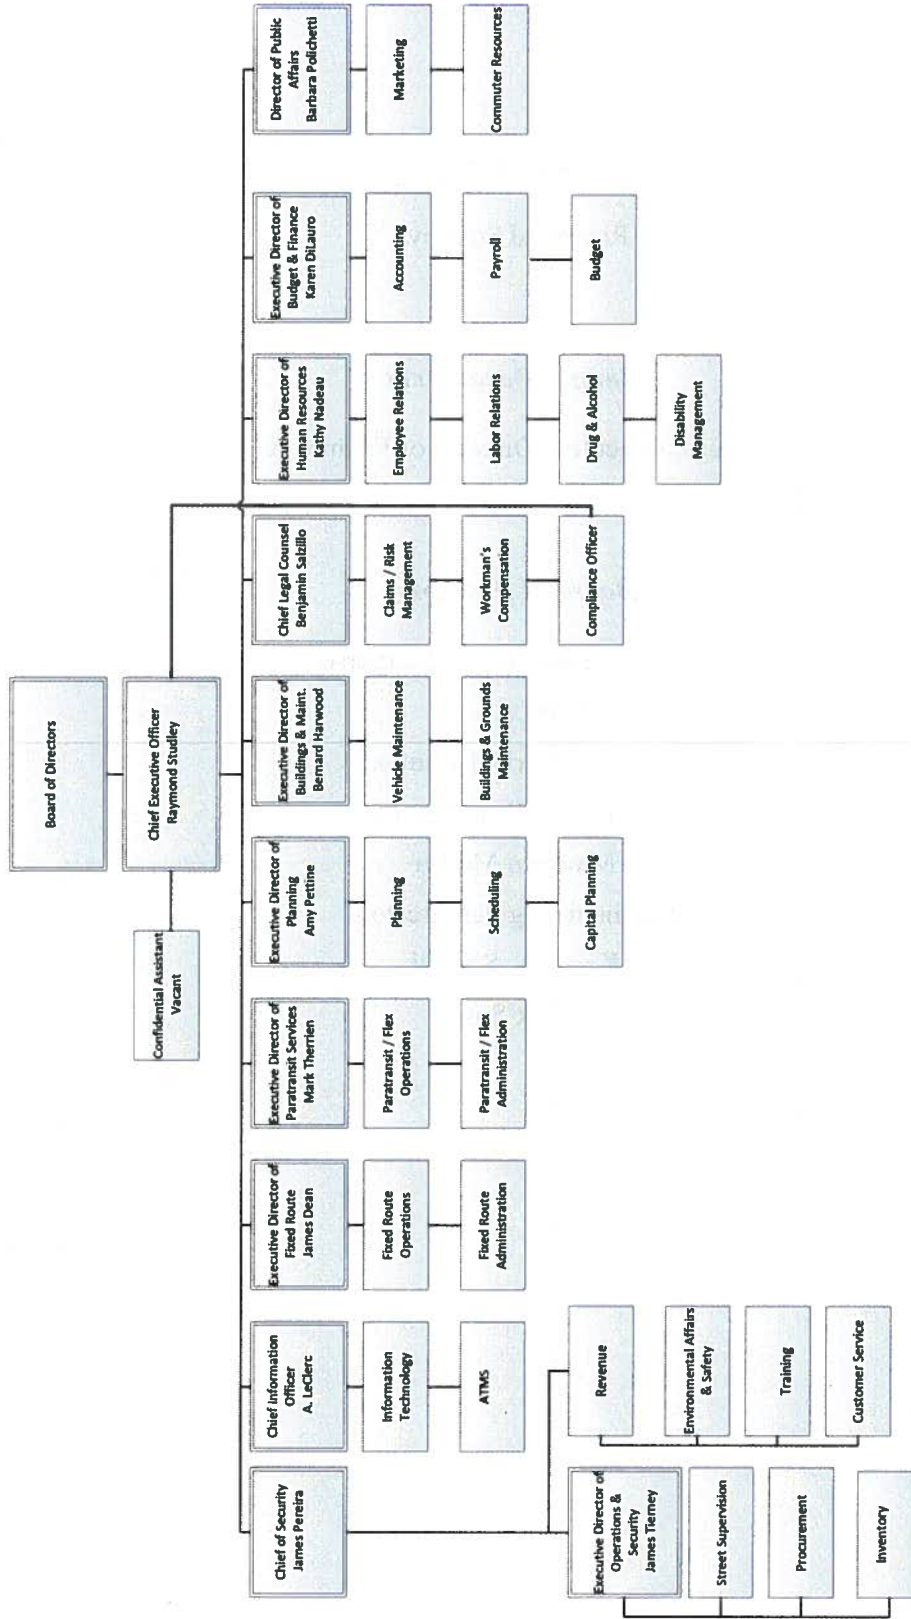 Board of Directors
Chief Executive Officer
Raymond Studley
Confidential Assistant
Vacant
Chief of Security
James Pereira
Executive Director of
Operations &
Security
James Tierney
Street Supervision
Procurement
Inventory
Revenue
Environmental Affairs
& Safety
Training
Customer Service
Chief Information
Officer
A. LeClerc
Information
Technology
ATMS
Executive Director of
Fixed Route
James Dean
Fixed Route
Operations
Fixed Route
Administration
Executive Director of
Paratransit Services
Mark Therrien
Paratransit / Flex
Operations
Paratransit / Flex
Administration
Executive Director of
Planning
Amy Pettine
Planning
Scheduling
Capital Planning
Executive Director of
Buildings & Maint.
Bernard Harwood
Vehicle Maintenance
Buildings & Grounds
Maintenance
Chief Legal Counsel
Benjamin Salzillo
Claims / Risk
Management
Workman's
Compensation
Compliance Officer
Executive Director of
Human Resources
Kathy Nadeau
Employee Relations
Labor Relations
Drug & Alcohol
Disability
Management
Executive Director of
Budget & Finance
Karen DiLauro
Accounting
Payroll
Budget
Director of Public
Affairs
Barbara Polichetti
Marketing
Commuter Resources